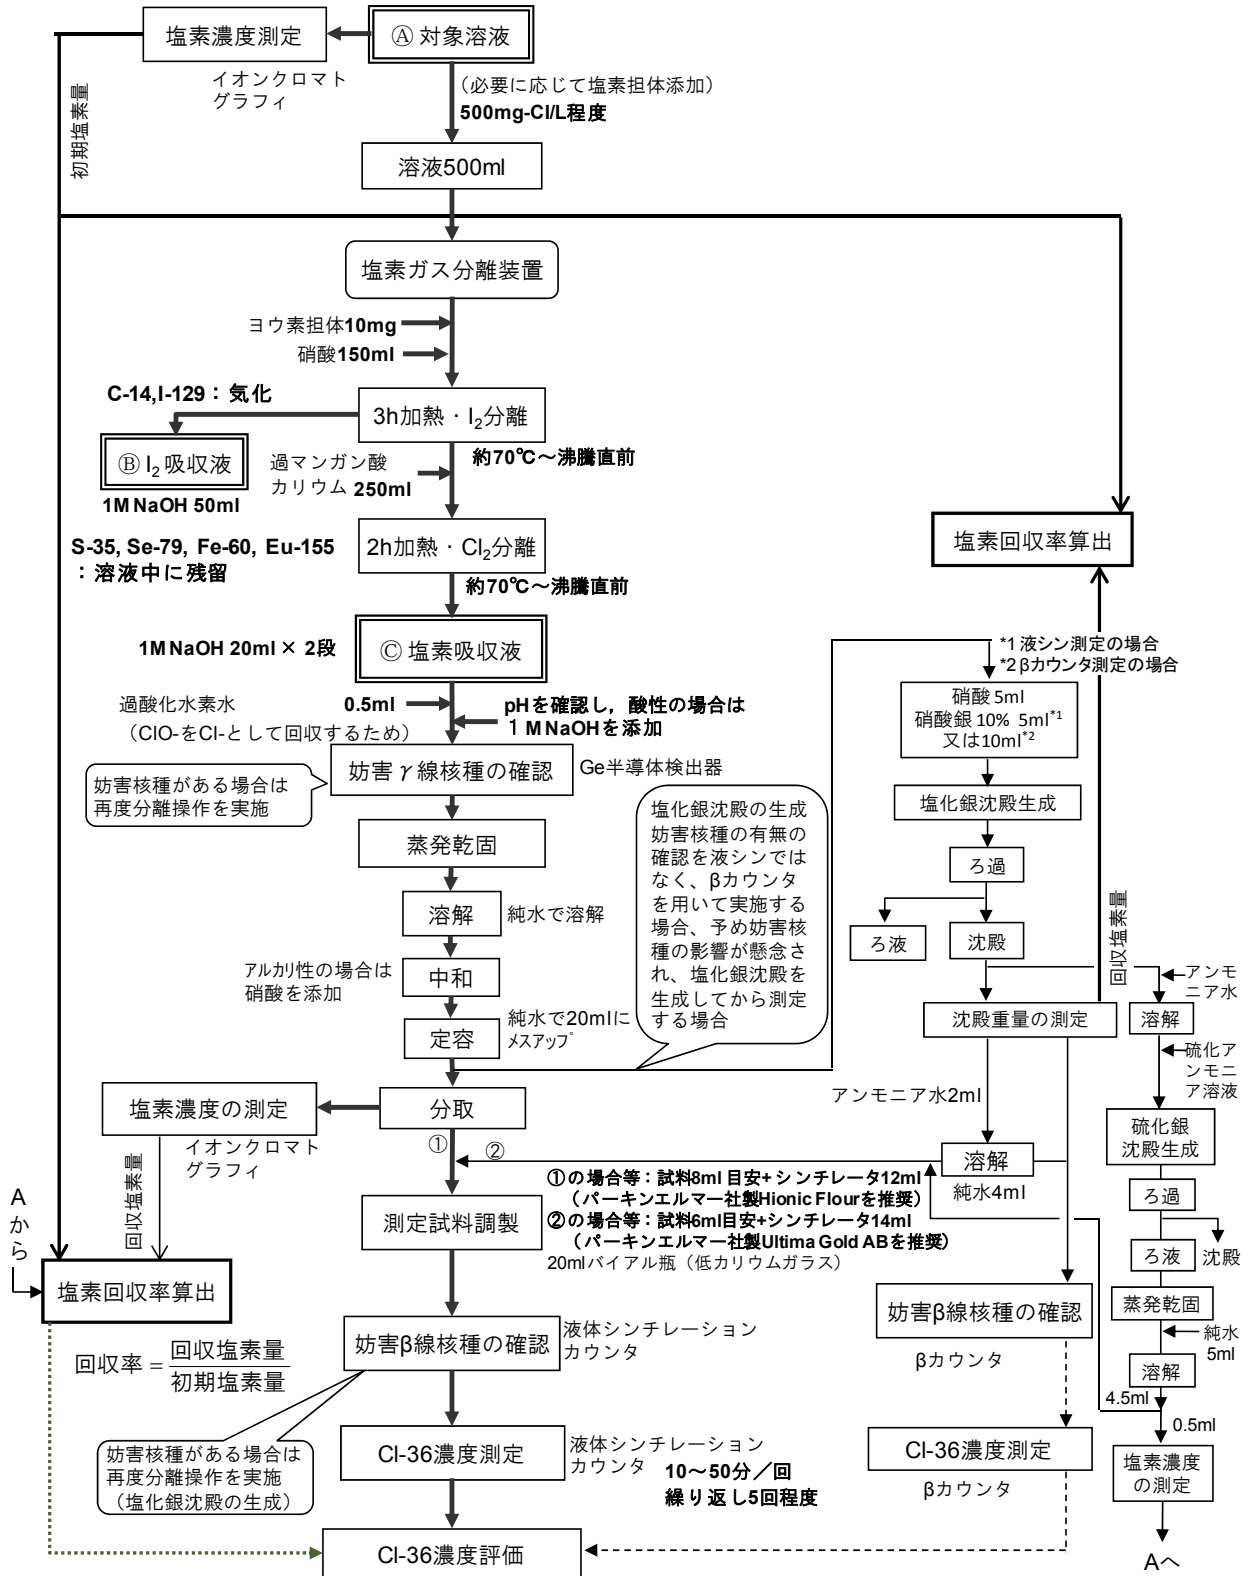 塩素濃度測定
Ⓐ 対象溶液
イオンクロマト
グラフィ
(必要に応じて塩素担体添加)
500mg-Cl/L程度
初期塩素量
溶液500ml
塩素ガス分離装置
ヨウ素担体10mg
硝酸150ml
C-14,I-129：気化
3h加熱・I₂分離
Ⓑ I₂ 吸収液
約70℃～沸騰直前
過マンガン酸
カリウム 250ml
1M NaOH 50ml
2h加熱・Cl₂分離
S-35, Se-79, Fe-60, Eu-155
：溶液中に残留
約70℃～沸騰直前
塩素回収率算出
1M NaOH 20ml × 2段
Ⓒ 塩素吸収液
過酸化水素水
0.5ml
（ClO-をCl-として回収するため）
pHを確認し，酸性の場合は
１M NaOHを添加
*1 液シン測定の場合
*2 βカウンタ測定の場合
硝酸 5ml
硝酸銀 10% 5ml*1
又は10ml*2
妨害γ線核種の確認
Ge半導体検出器
妨害核種がある場合は
再度分離操作を実施
塩化銀沈殿生成
蒸発乾固
ろ過
溶解
純水で溶解
ろ液
沈殿
アルカリ性の場合は
硝酸を添加
中和
定容
純水で20mlに
メスアップ
塩化銀沈殿の生成
妨害核種の有無の
確認を液シンでは
なく、βカウンタ
を用いて実施する
場合、予め妨害核
種の影響が懸念さ
れ、塩化銀沈殿を
生成してから測定
する場合
回収塩素量
アンモ
ニア水
沈殿重量の測定
溶解
硫化ア
ンモニ
ア溶液
塩素濃度の測定
分取
アンモニア水2ml
硫化銀
沈殿生成
イオンクロマト
グラフィ
①
②
溶解
純水4ml
①の場合等：試料8ml 目安+ シンチレータ12ml
（パーキンエルマー社製Hionic Flourを推奨）
②の場合等：試料6ml目安+シンチレータ14ml
（パーキンエルマー社製Ultima Gold ABを推奨）
20mlバイアル瓶（低カリウムガラス）
ろ過
ろ液
沈殿
回収塩素量
測定試料調製
A
か
ら
塩素回収率算出
蒸発乾固
純水
5ml
妨害β線核種の確認
βカウンタ
溶解
4.5ml
0.5ml
妨害β線核種の確認
液体シンチレーション
カウンタ
回収率 = 回収塩素量
初期塩素量
妨害核種がある場合は
再度分離操作を実施
（塩化銀沈殿の生成）
Cl-36濃度測定
液体シンチレーション
カウンタ
10～50分／回
繰り返し5回程度
Cl-36濃度測定
βカウンタ
塩素濃度
の測定
Cl-36濃度評価
Aへ